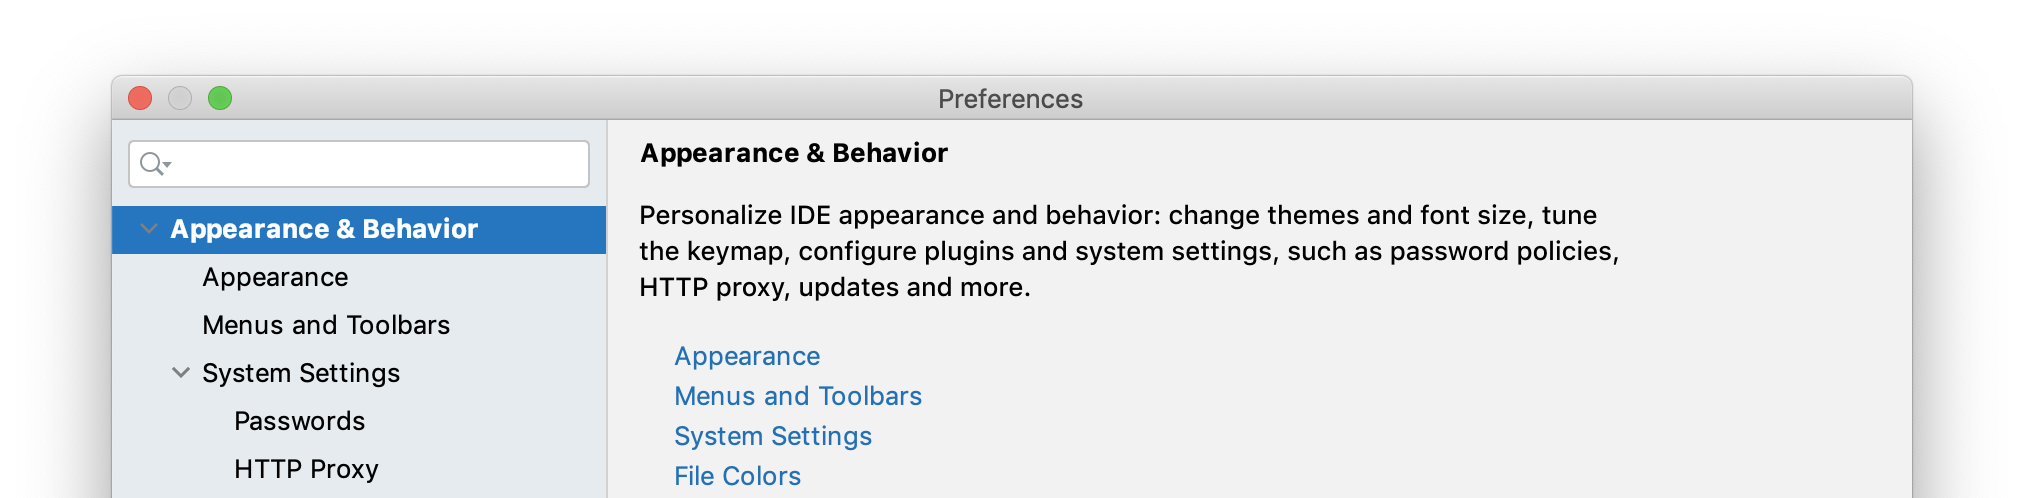 Preferences
Appearance & Behavior
Appearance
Menus and Toolbars
System Settings
Passwords
HTTP Proxy
Appearance & Behavior
Personalize IDE appearance and behavior: change themes and font size, tune
the keymap, configure plugins and system settings, such as password policies,
HTTP proxy, updates and more.
Appearance
Menus and Toolbars
System Settings
File Colors